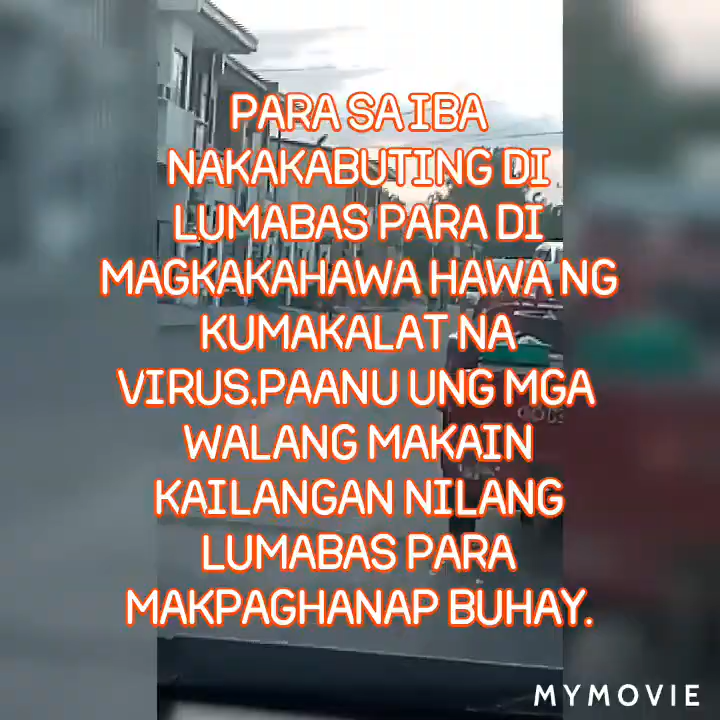 PARA SA IBA
NAKAKABUTING DI
LUMABAS PARA DI
MAGKAKAHAWA HAWA NG
KUMAKALAT NA
VIRUS,PAANU UNG MGA
WALANG MAKAIN
KAILANGAN NILANG
LUMABAS PARA
MAKPAGHANAP BUHAY.
MYMOVIE